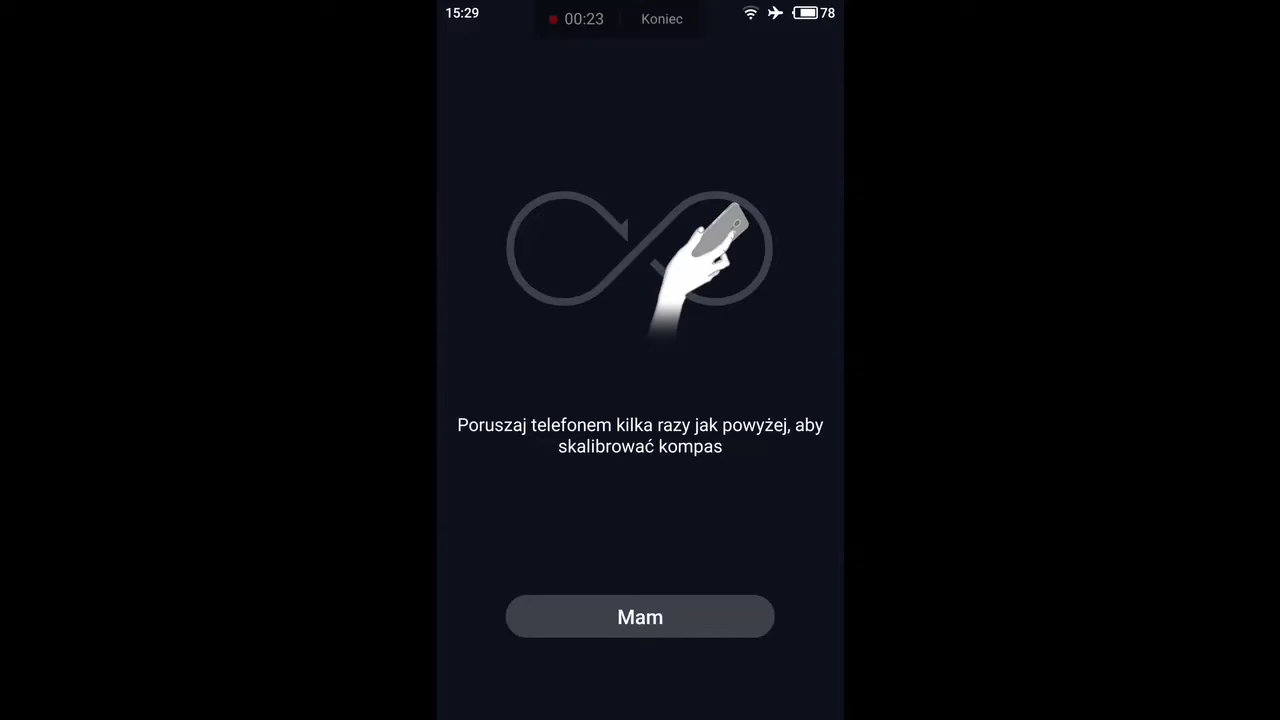 15:29 00:23 Koniec 78
Poruszaj telefonem kilka razy jak powyżej, aby
skalibrować kompas
Mam